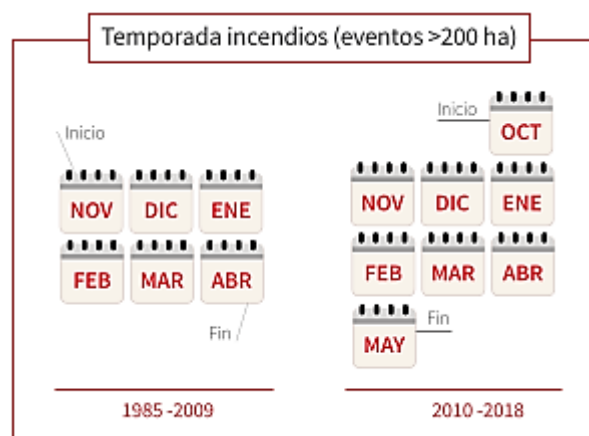 Temporada incendios (eventos >200 ha)
Inicio
NOV DIC ENE
FEB MAR ABR
Fin
1985 -2009
Inicio
OCT
NOV DIC ENE
FEB MAR ABR
MAY
Fin
2010 -2018